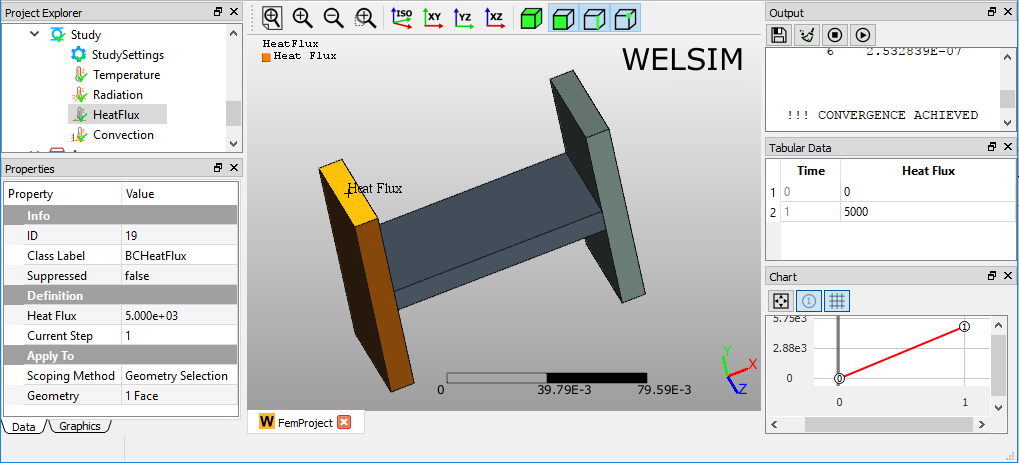 Project Explorer
Study
StudySettings
Temperature
Radiation
HeatFlux
Convection
Properties
Property Value
Info
ID 19
Class Label BCHeatFlux
Suppressed false
Definition
Heat Flux 5.000e+03
Current Step 1
Apply To
Scoping Method Geometry Selection
Geometry 1 Face
Data Graphics
ISO XY YZ XZ
HeatFlux
Heat Flux
WELSIM
Heat Flux
0 39.79E-3 79.59E-3
Y
X
Z
W FemProject
Output
6 2.532839E-07
!!! CONVERGENCE ACHIEVED
Tabular Data
Time Heat Flux
1 0 0
2 1 5000
Chart
1
5.75e3
1
2.88e3
0
0
0 1